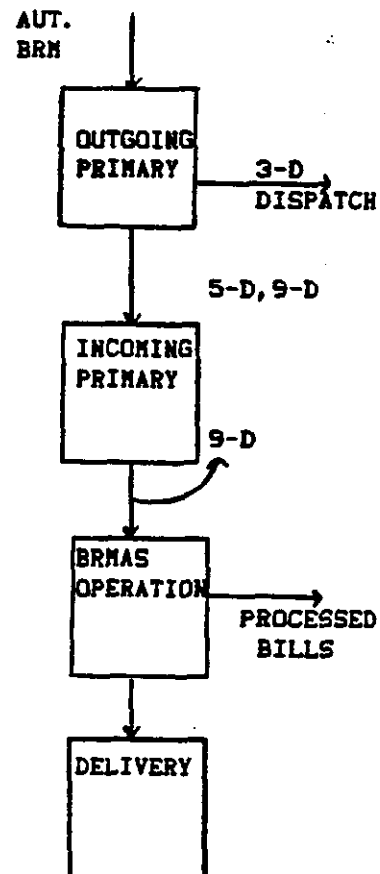 AUT.
BRM
OUTGOING
PRIMARY
3-D
DISPATCH
5-D, 9-D
INCOMING
PRIMARY
9-D
BRMAS
OPERATION
PROCESSED
BILLS
DELIVERY